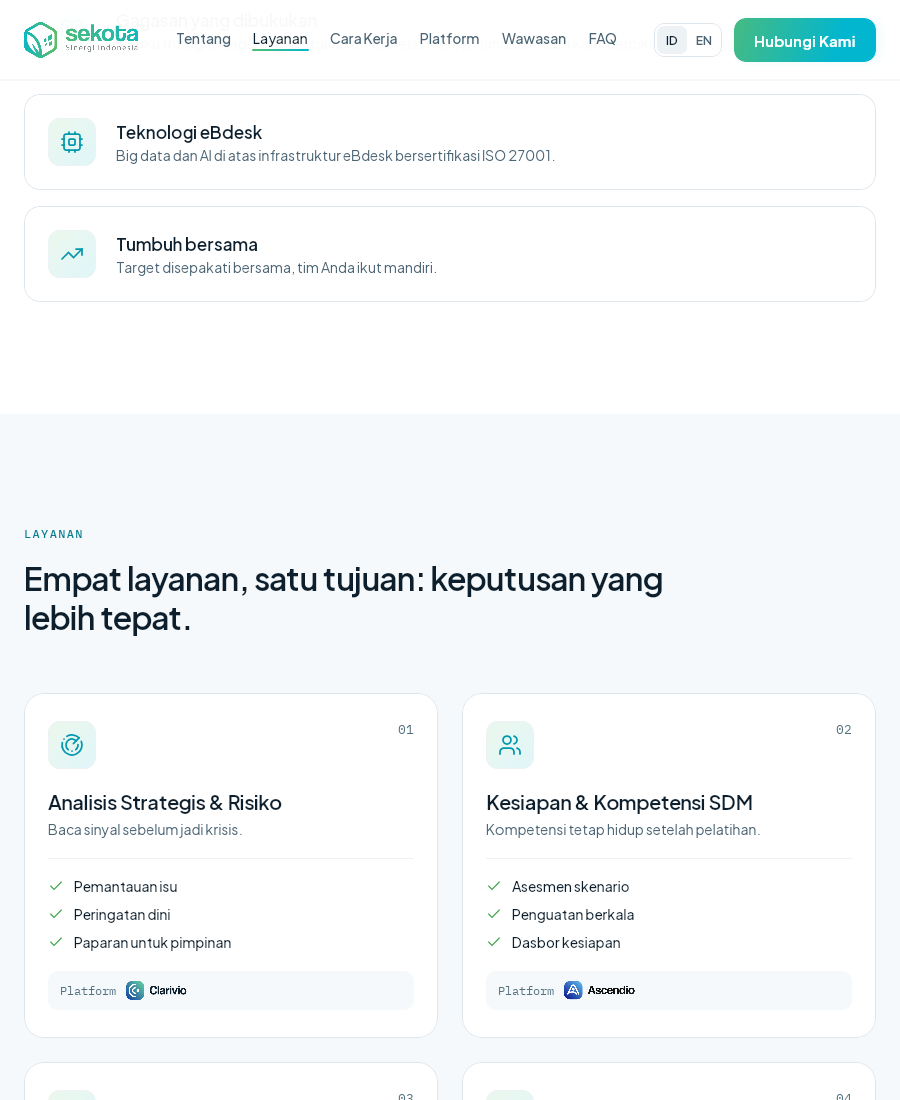 sekota
Sinergi Indonesia
Tentang
Layanan
Cara Kerja
Platform
Wawasan
FAQ
ID
EN
Hubungi Kami
Teknologi eBdesk
Big data dan AI di atas infrastruktur eBdesk bersertifikasi ISO 27001.
Tumbuh bersama
Target disepakati bersama, tim Anda ikut mandiri.
LAYANAN
Empat layanan, satu tujuan: keputusan yang
lebih tepat.
01
Analisis Strategis & Risiko
Baca sinyal sebelum jadi krisis.
Pemantauan isu
Peringatan dini
Paparan untuk pimpinan
Platform Clarivio
02
Kesiapan & Kompetensi SDM
Kompetensi tetap hidup setelah pelatihan.
Asesmen skenario
Penguatan berkala
Dasbor kesiapan
Platform Ascendio
03
04